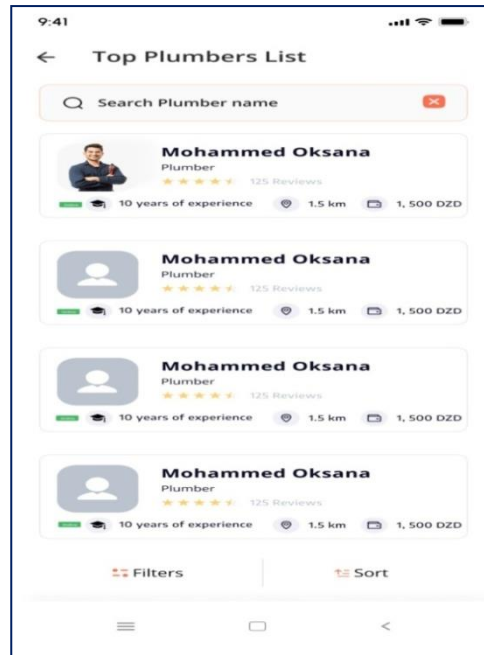 9:41
Top Plumbers List
Search Plumber name
Mohammed Oksana
Plumber
125 Reviews
10 years of experience 1.5 km 1, 500 DZD
Mohammed Oksana
Plumber
125 Reviews
10 years of experience 1.5 km 1, 500 DZD
Mohammed Oksana
Plumber
125 Reviews
10 years of experience 1.5 km 1, 500 DZD
Mohammed Oksana
Plumber
125 Reviews
10 years of experience 1.5 km 1, 500 DZD
Filters Sort